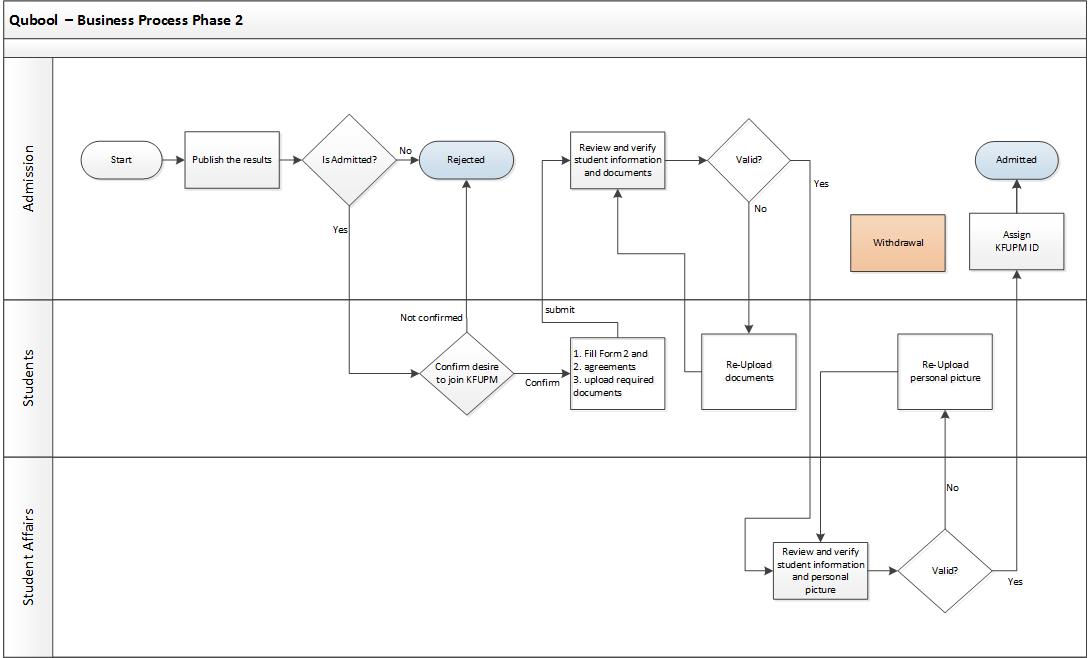 Qubool – Business Process Phase 2
Admission
Start
Publish the results
Is Admitted?
No
Yes
Rejected
Review and verify
student information
and documents
Valid?
Yes
No
Withdrawal
Admitted
Assign
KFUPM ID
Students
Not confirmed
Confirm desire
to join KFUPM
Confirm
submit
1. Fill Form 2 and
2. agreements
3. upload required
documents
Re-Upload
documents
Re-Upload
personal picture
Student Affairs
Review and verify
student information
and personal
picture
Valid?
No
Yes